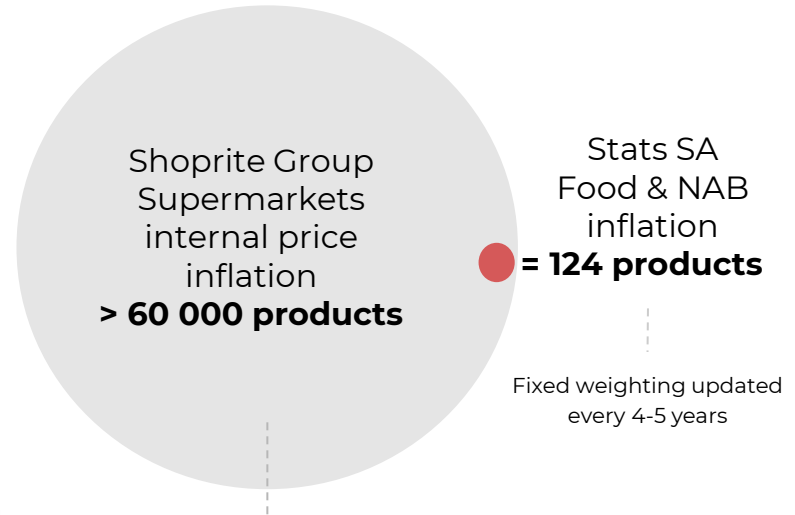 Shoprite Group
Supermarkets
internal price
inflation
> 60 000 products
Stats SA
Food & NAB
inflation
= 124 products
Fixed weighting updated
every 4-5 years